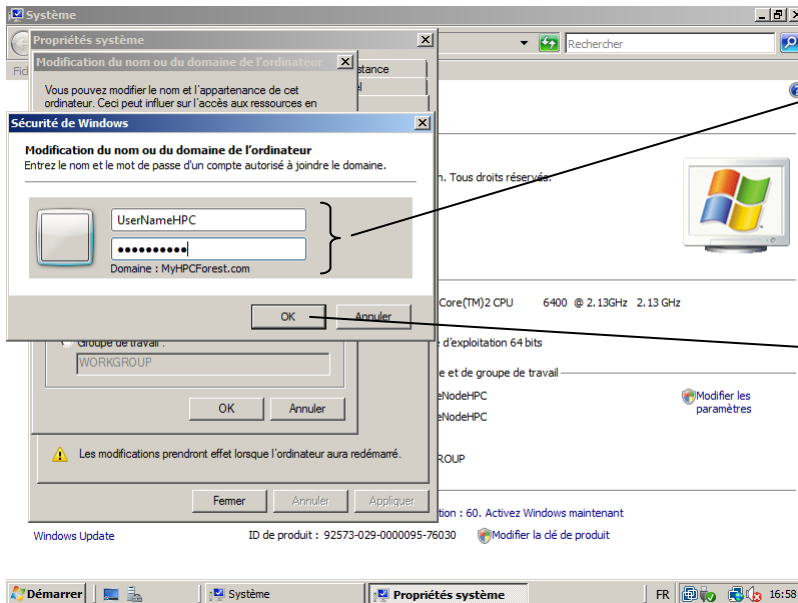 Système
Propriétés système
Rechercher
Modification du nom ou du domaine de l'ordinateur
Fic
stance
el
Vous pouvez modifier le nom et l'appartenance de cet
ordinateur. Ceci peut influer sur l'accès aux ressources en
Sécurité de Windows
Modification du nom ou du domaine de l'ordinateur
Entrez le nom et le mot de passe d'un compte autorisé à joindre le domaine.
n. Tous droits réservés.
UserNameHPC
●●●●●●●●●●
Domaine : MyHPCForest.com
Core(TM)2 CPU 6400 @ 2.13GHz 2.13 GHz
OK Annuler
Groupe de travail :
d'exploitation 64 bits
WORKGROUP
e et de groupe de travail
eNodeHPC
Modifier les
paramètres
OK Annuler
eNodeHPC
Les modifications prendront effet lorsque l'ordinateur aura redémarré.
ROUP
Fermer Annuler Appliquer
tion : 60. Activez Windows maintenant
Windows Update
ID de produit : 92573-029-0000095-76030
Modifier la clé de produit
Démarrer
Système
Propriétés système
FR
16:58